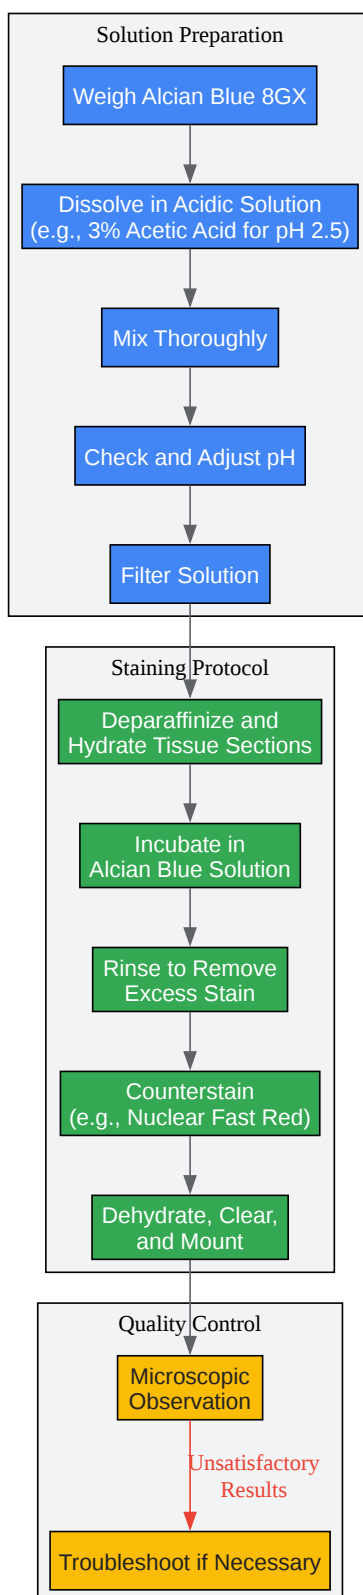 Solution Preparation
Weigh Alcian Blue 8GX
Dissolve in Acidic Solution
(e.g., 3% Acetic Acid for pH 2.5)
Mix Thoroughly
Check and Adjust pH
Filter Solution
Staining Protocol
Deparaffinize and
Hydrate Tissue Sections
Incubate in
Alcian Blue Solution
Rinse to Remove
Excess Stain
Counterstain
(e.g., Nuclear Fast Red)
Dehydrate, Clear,
and Mount
Quality Control
Microscopic
Observation
Unsatisfactory
Results
Troubleshoot if Necessary